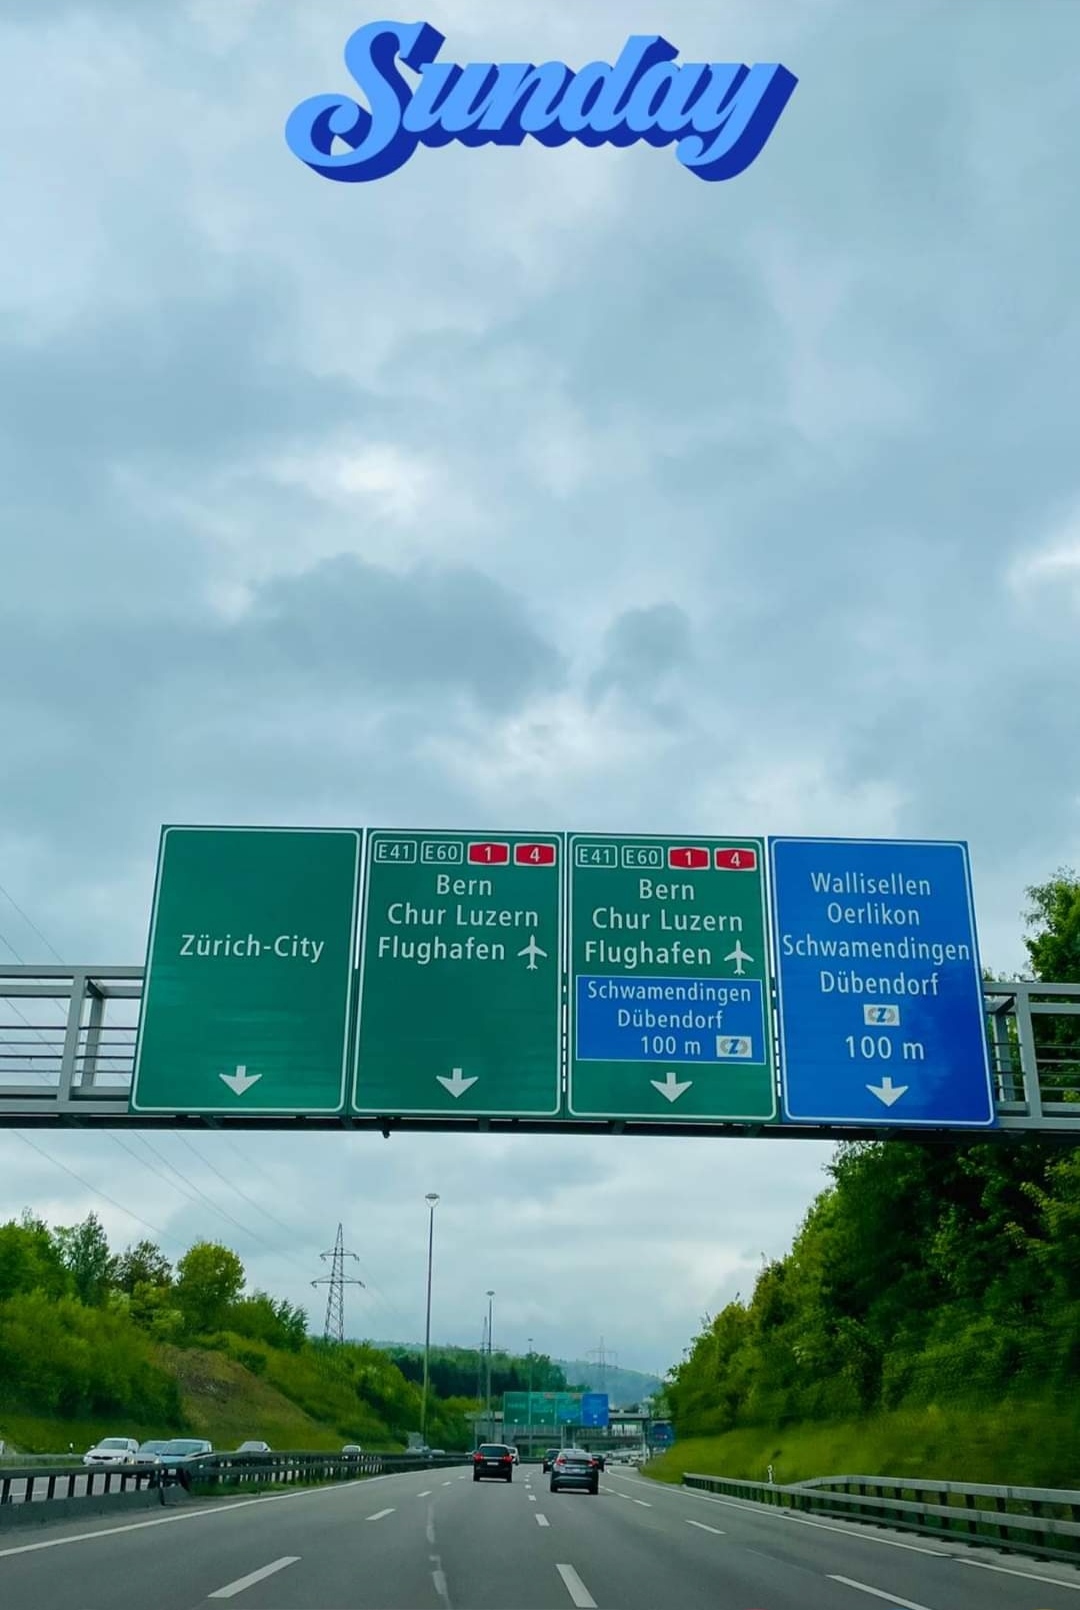 Sunday
Zürich-City
E41 E60 1 4
Bern
Chur Luzern
Flughafen
E41 E60 1 4
Bern
Chur Luzern
Flughafen
Schwamendingen
Dübendorf
100 m Z
Wallisellen
Oerlikon
Schwamendingen
Dübendorf
Z
100 m